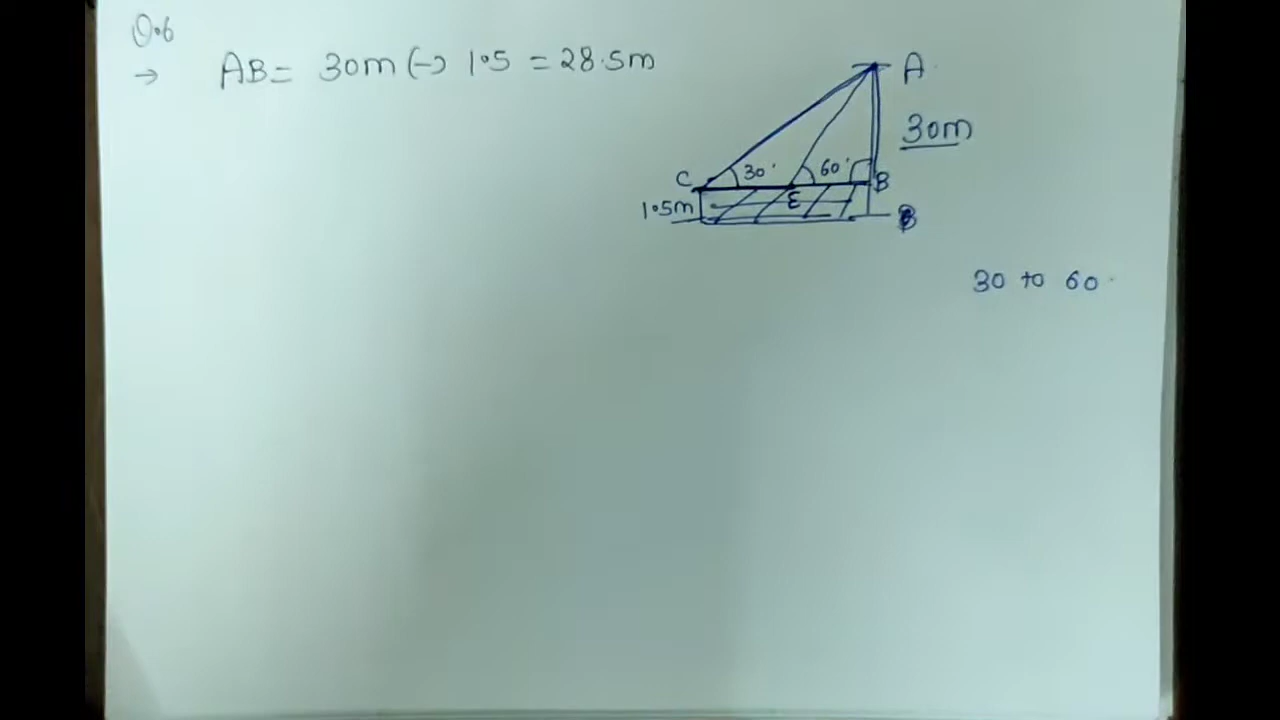 Q.6
→ AB = 30m (-) 1.5 = 28.5m
A
30m
C 30° 60° B
1.5m E
30 to 60°